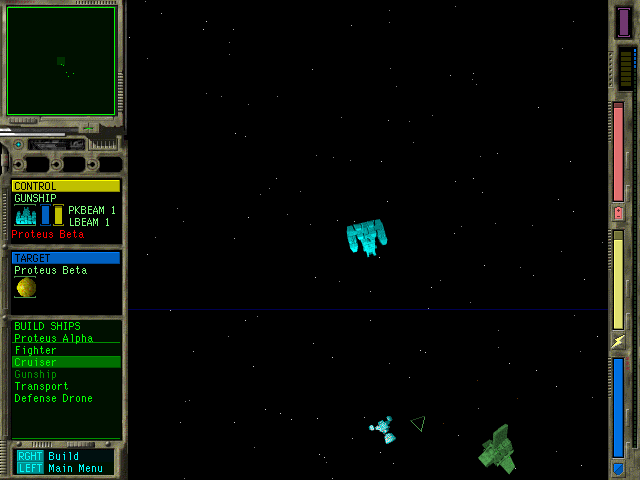 CONTROL
GUNSHIP
PKBEAM 1
LBEAM 1
Proteus Beta
TARGET
Proteus Beta
BUILD SHIPS
Proteus Alpha
Fighter
Cruiser
Gunship
Transport
Defense Drone
RGHT Build
LEFT Main Menu